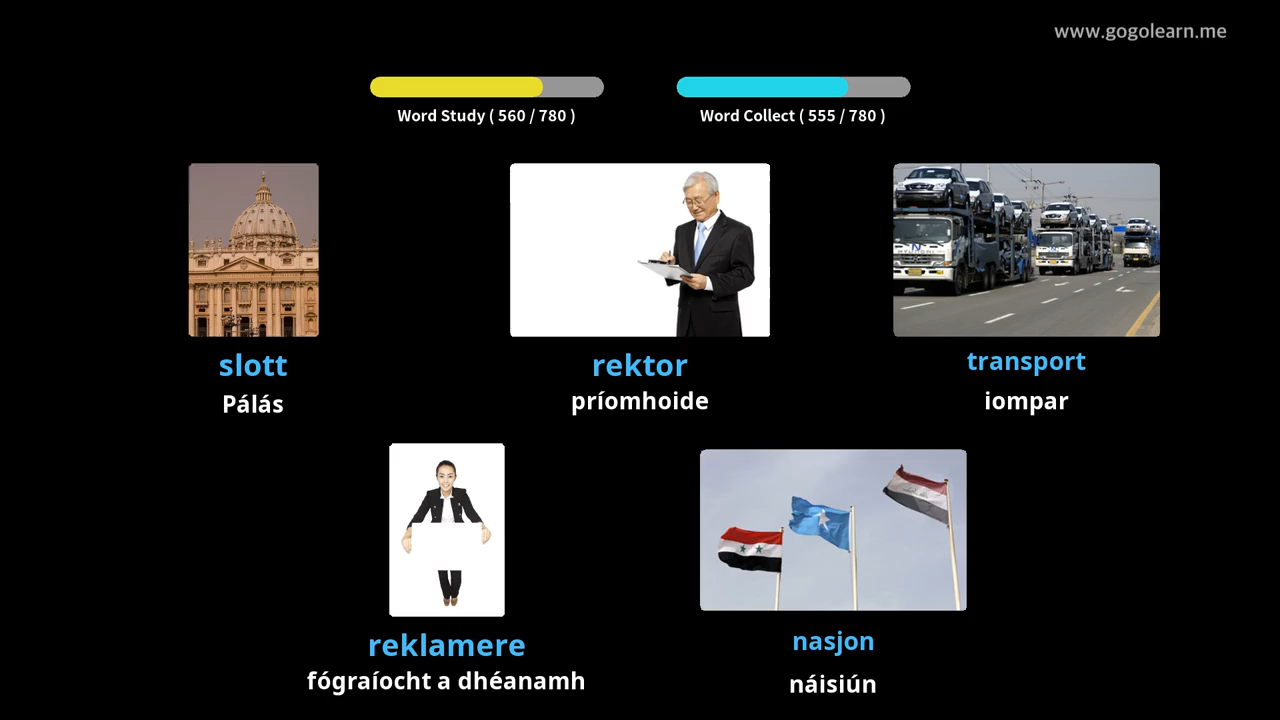 www.gogolearn.me
Word Study ( 560 / 780 )
Word Collect ( 555 / 780 )
slott
Pálás
rektor
príomhoide
transport
iompar
reklamere
fógraíocht a dhéanamh
nasjon
náisiún